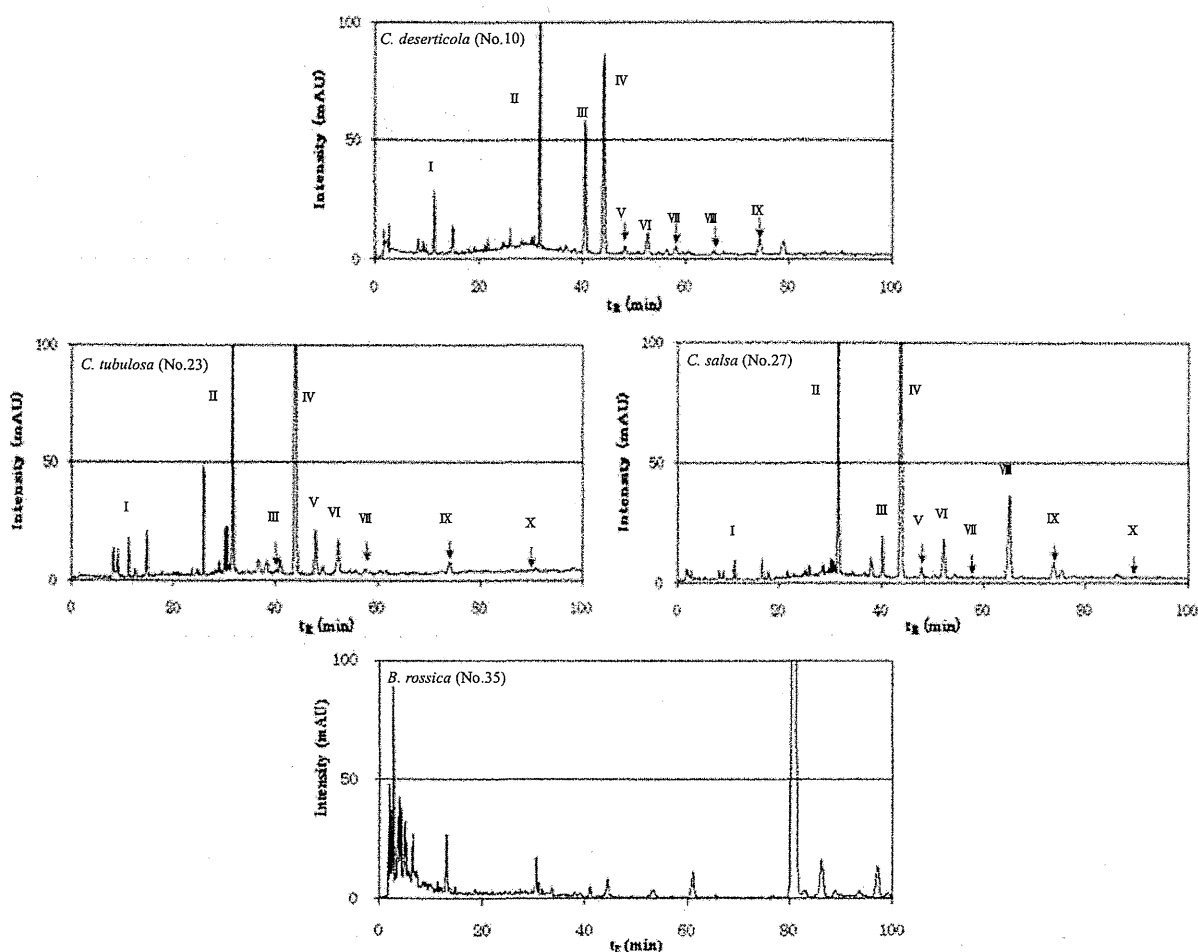 C. deserticola (No.10)
Intensity (mAU)
100
50
0
I
II
III
IV
V
VI
VII
VII
IX
0 20 40 60 80 100
tR (min)
C. tubulosa (No.23)
Intensity (mAU)
100
50
0
I
II
III
IV
V
VI
VII
IX
X
0 20 40 60 80 100
tR (min)
C. salsa (No.27)
Intensity (mAU)
100
50
0
I
II
III
IV
V
VI
VII
IX
X
0 20 40 60 80 100
tR (min)
B. rossica (No.35)
Intensity (mAU)
100
50
0
0 20 40 60 80 100
tR (min)